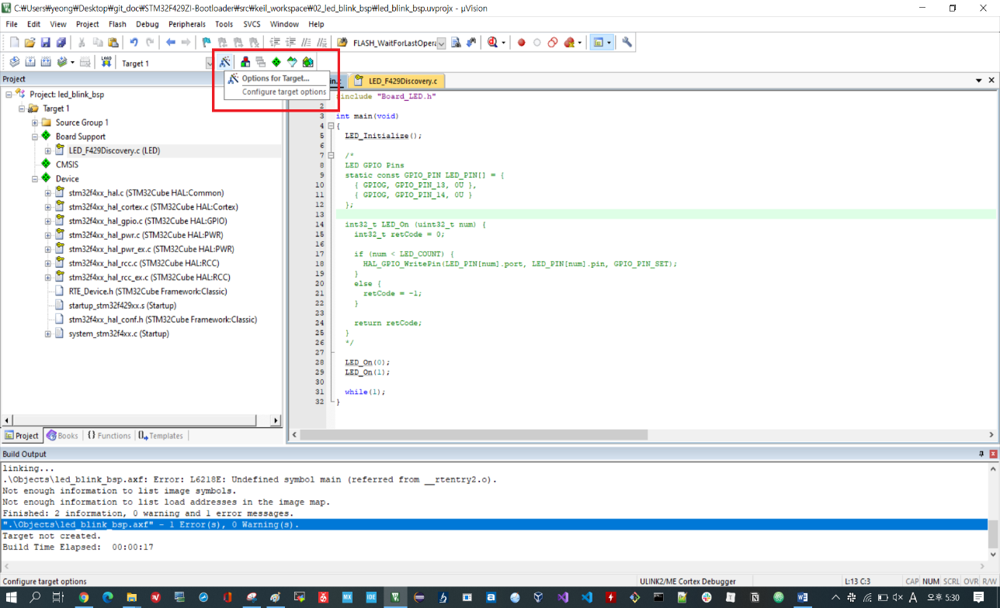 C:₩Users₩yeong₩Desktop₩git_doc₩STM32F429ZI-Bootloader₩src₩keil_workspace₩02_led_blink_bsp₩led_blink_bsp.uvprojx - µVision
File Edit View Project Flash Debug Peripherals Tools SVCS Window Help
FLASH_WaitForLastOpera
LOAD Target 1
Project
Options for Target...
Configure target options
in.c
LED_F429Discovery.c
Project: led_blink_bsp
Target 1
Source Group 1
Board Support
LED_F429Discovery.c (LED)
CMSIS
Device
stm32f4xx_hal.c (STM32Cube HAL:Common)
stm32f4xx_hal_cortex.c (STM32Cube HAL:Cortex)
stm32f4xx_hal_gpio.c (STM32Cube HAL:GPIO)
stm32f4xx_hal_pwr.c (STM32Cube HAL:PWR)
stm32f4xx_hal_pwr_ex.c (STM32Cube HAL:PWR)
stm32f4xx_hal_rcc.c (STM32Cube HAL:RCC)
stm32f4xx_hal_rcc_ex.c (STM32Cube HAL:RCC)
RTE_Device.h (STM32Cube Framework:Classic)
startup_stm32f429xx.s (Startup)
stm32f4xx_hal_conf.h (STM32Cube Framework:Classic)
system_stm32f4xx.c (Startup)
#include "Board_LED.h"
2
3 int main(void)
4 {
5 LED_Initialize();
6
7 /*
8 LED GPIO Pins
9 static const GPIO_PIN LED_PIN[] = {
10 { GPIOG, GPIO_PIN_13, 0U },
11 { GPIOG, GPIO_PIN_14, 0U }
12 };
13
14 int32_t LED_On (uint32_t num) {
15 int32_t retCode = 0;
16
17 if (num < LED_COUNT) {
18 HAL_GPIO_WritePin(LED_PIN[num].port, LED_PIN[num].pin, GPIO_PIN_SET);
19 }
20 else {
21 retCode = -1;
22 }
23
24 return retCode;
25 }
26 */
27
28 LED_On(0);
29 LED_On(1);
30
31 while(1);
32 }
Project Books {} Functions Templates
Build Output
linking...
.\Objects\led_blink_bsp.axf: Error: L6218E: Undefined symbol main (referred from __rtentry2.o).
Not enough information to list image symbols.
Not enough information to list load addresses in the image map.
Finished: 2 information, 0 warning and 1 error messages.
".\Objects\led_blink_bsp.axf" - 1 Error(s), 0 Warning(s).
Target not created.
Build Time Elapsed:  00:00:17
Configure target options ULINK2/ME Cortex Debugger L:13 C:3 CAP NUM SCRL OVR R/W
MX IDE A 오후 5:30